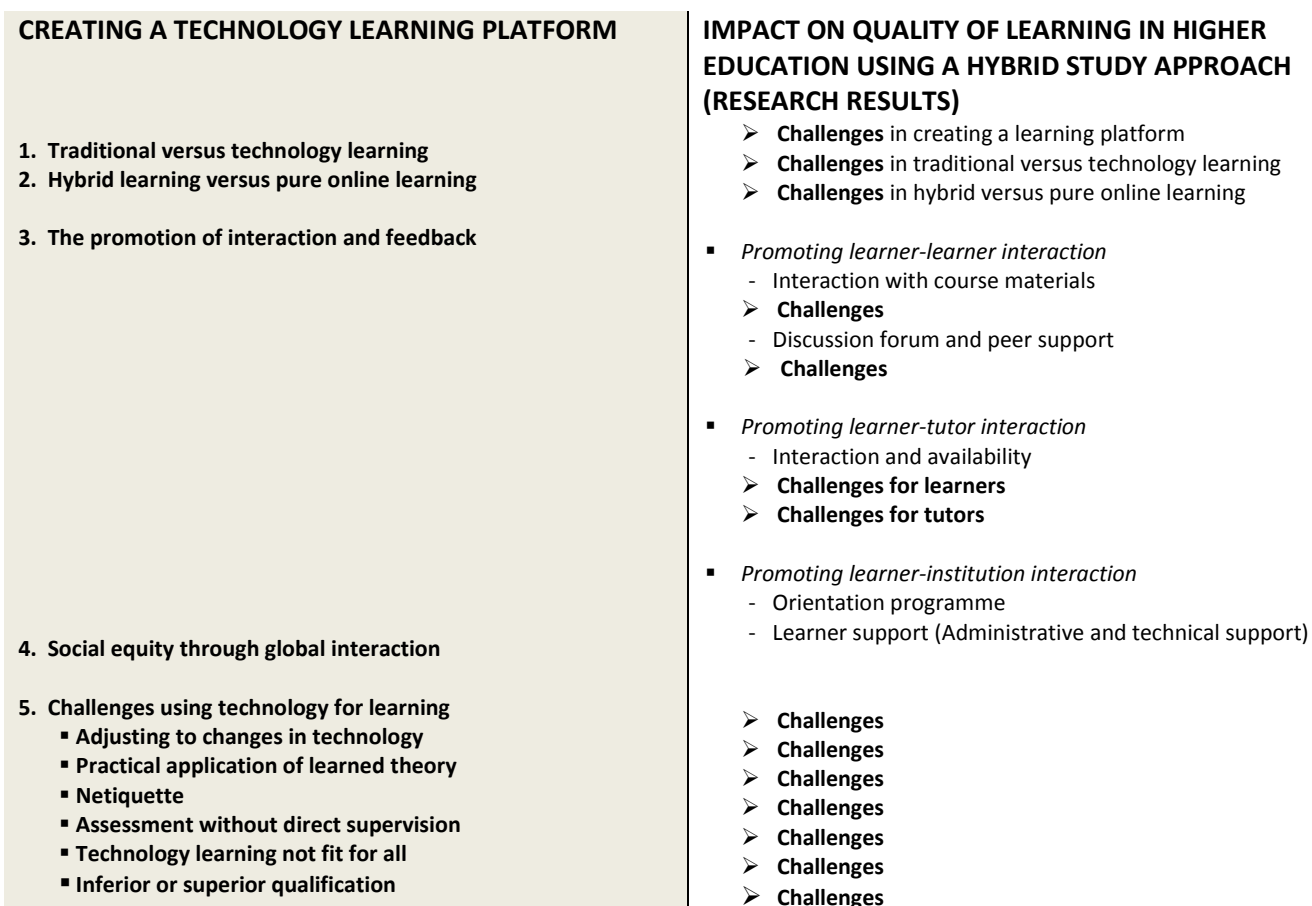 CREATING A TECHNOLOGY LEARNING PLATFORM
1. Traditional versus technology learning
2. Hybrid learning versus pure online learning
3. The promotion of interaction and feedback
4. Social equity through global interaction
5. Challenges using technology for learning
▪ Adjusting to changes in technology
▪ Practical application of learned theory
▪ Netiquette
▪ Assessment without direct supervision
▪ Technology learning not fit for all
▪ Inferior or superior qualification
IMPACT ON QUALITY OF LEARNING IN HIGHER
EDUCATION USING A HYBRID STUDY APPROACH
(RESEARCH RESULTS)
➢ Challenges in creating a learning platform
➢ Challenges in traditional versus technology learning
➢ Challenges in hybrid versus pure online learning
▪ Promoting learner-learner interaction
- Interaction with course materials
➢ Challenges
- Discussion forum and peer support
➢ Challenges
▪ Promoting learner-tutor interaction
- Interaction and availability
➢ Challenges for learners
➢ Challenges for tutors
▪ Promoting learner-institution interaction
- Orientation programme
- Learner support (Administrative and technical support)
➢ Challenges
➢ Challenges
➢ Challenges
➢ Challenges
➢ Challenges
➢ Challenges
➢ Challenges